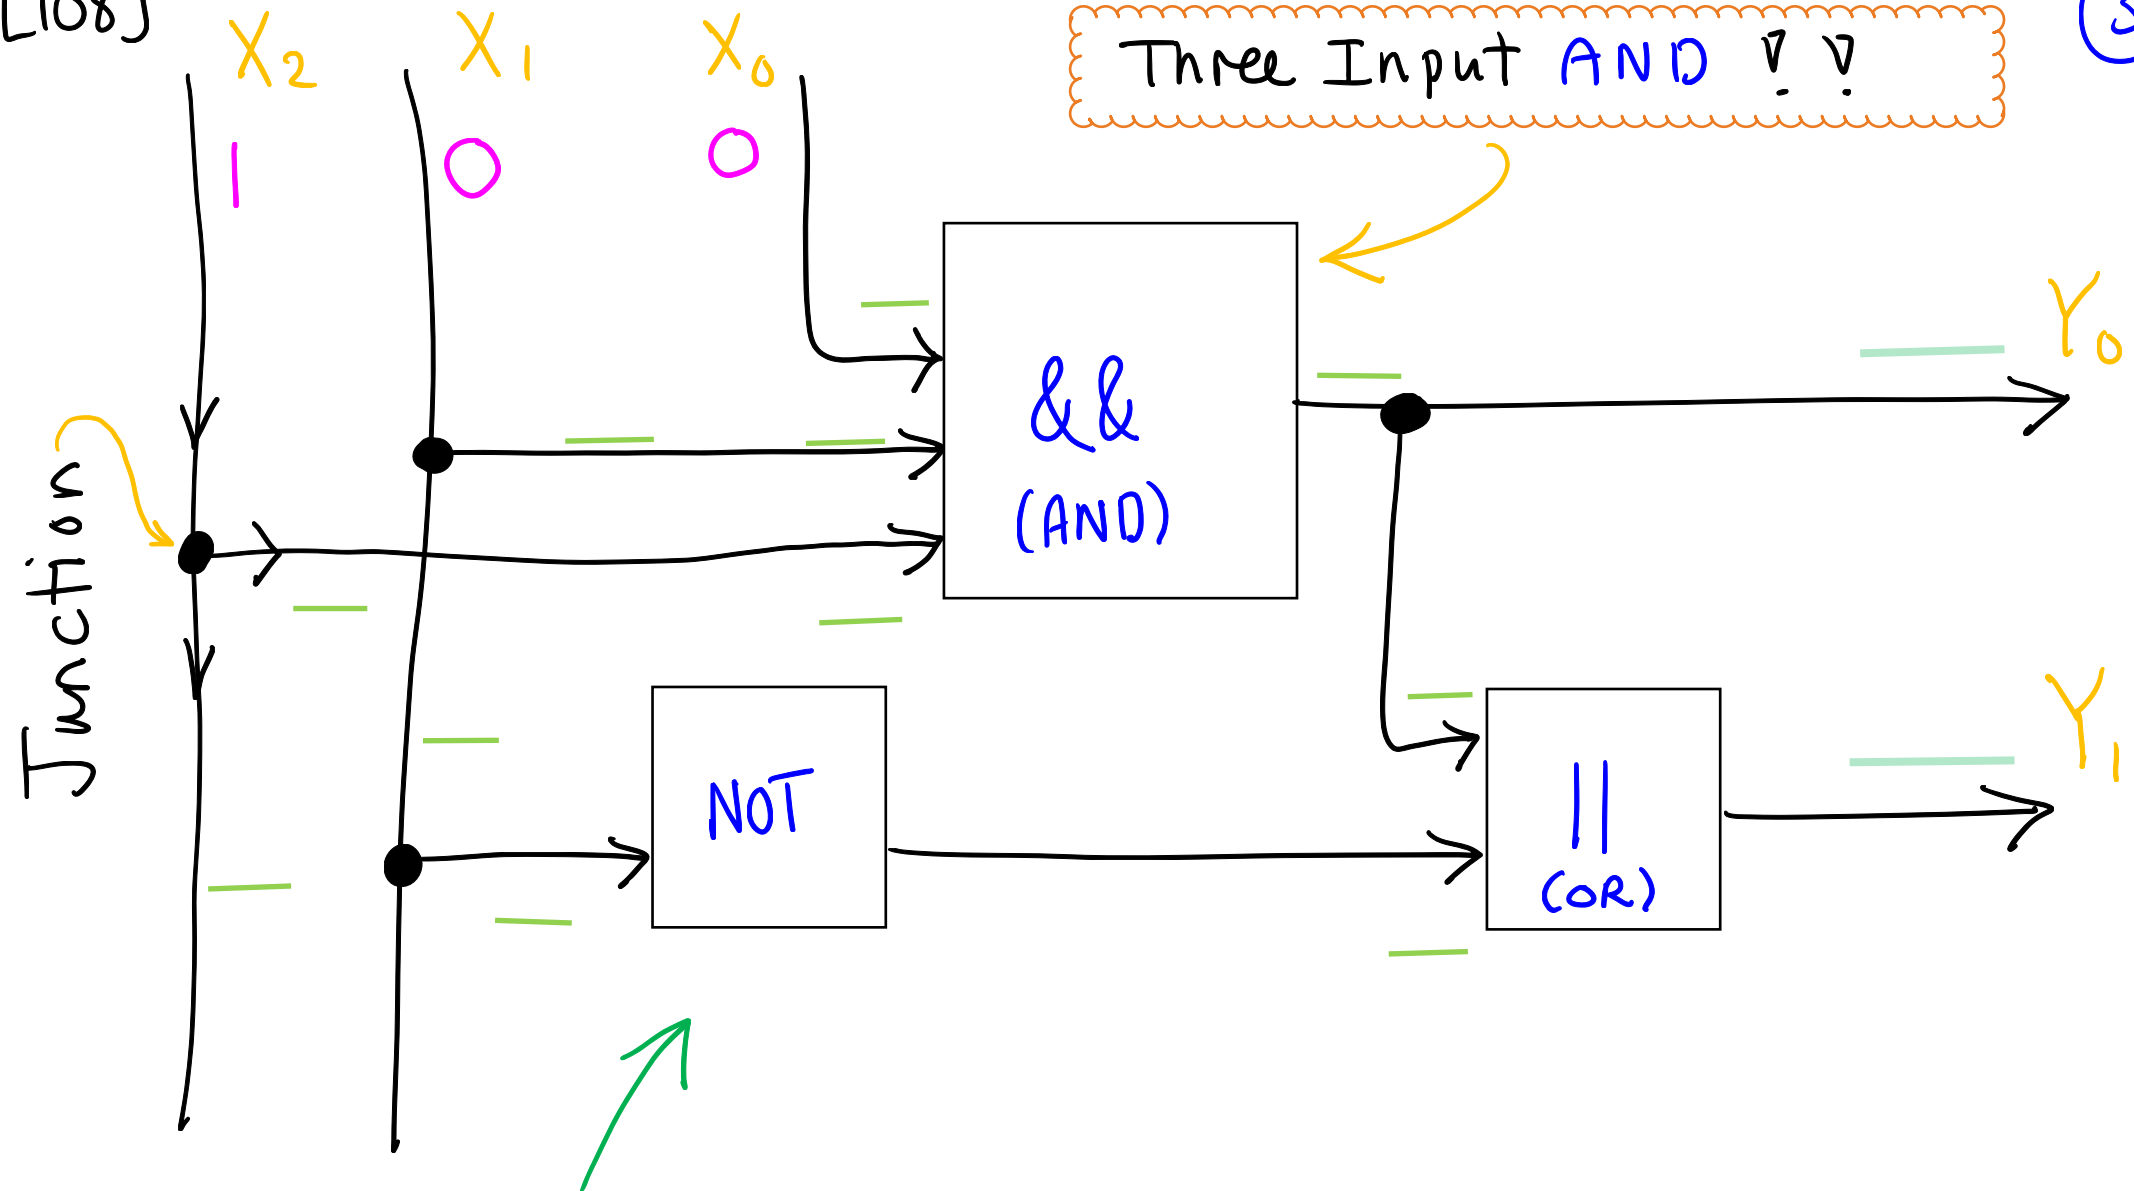 [108]
X2 X1 X0
Three Input AND !!
1 0 0
&&
(AND)
Y0
Junction
NOT
||
(OR)
Y1